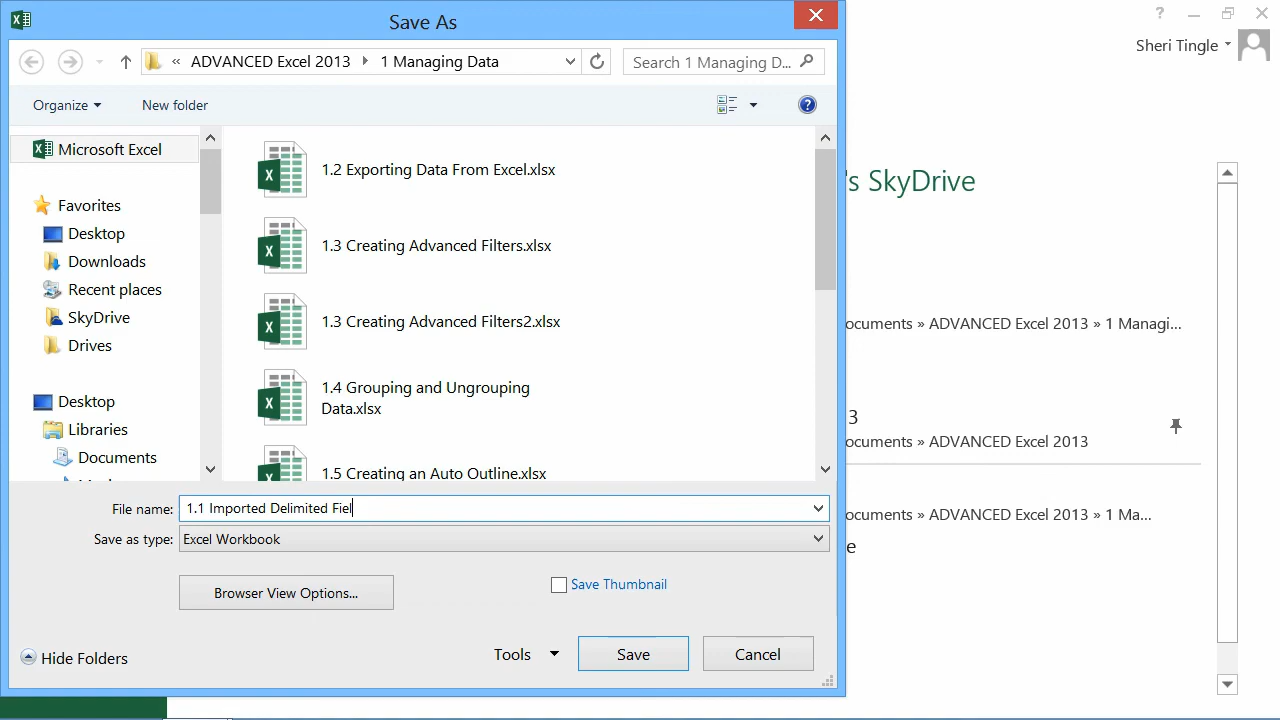 Save As
« ADVANCED Excel 2013 1 Managing Data
Search 1 Managing D...
Organize
New folder
Microsoft Excel
Favorites
Desktop
Downloads
Recent places
SkyDrive
Drives
Desktop
Libraries
Documents
1.2 Exporting Data From Excel.xlsx
1.3 Creating Advanced Filters.xlsx
1.3 Creating Advanced Filters2.xlsx
1.4 Grouping and Ungrouping
Data.xlsx
1.5 Creating an Auto Outline.xlsx
File name: 1.1 Imported Delimited Fiel
Save as type: Excel Workbook
Browser View Options...
Save Thumbnail
Hide Folders
Tools
Save
Cancel
?
Sheri Tingle
's SkyDrive
ocuments » ADVANCED Excel 2013 » 1 Managi...
3
ocuments » ADVANCED Excel 2013
ocuments » ADVANCED Excel 2013 » 1 Ma...
e